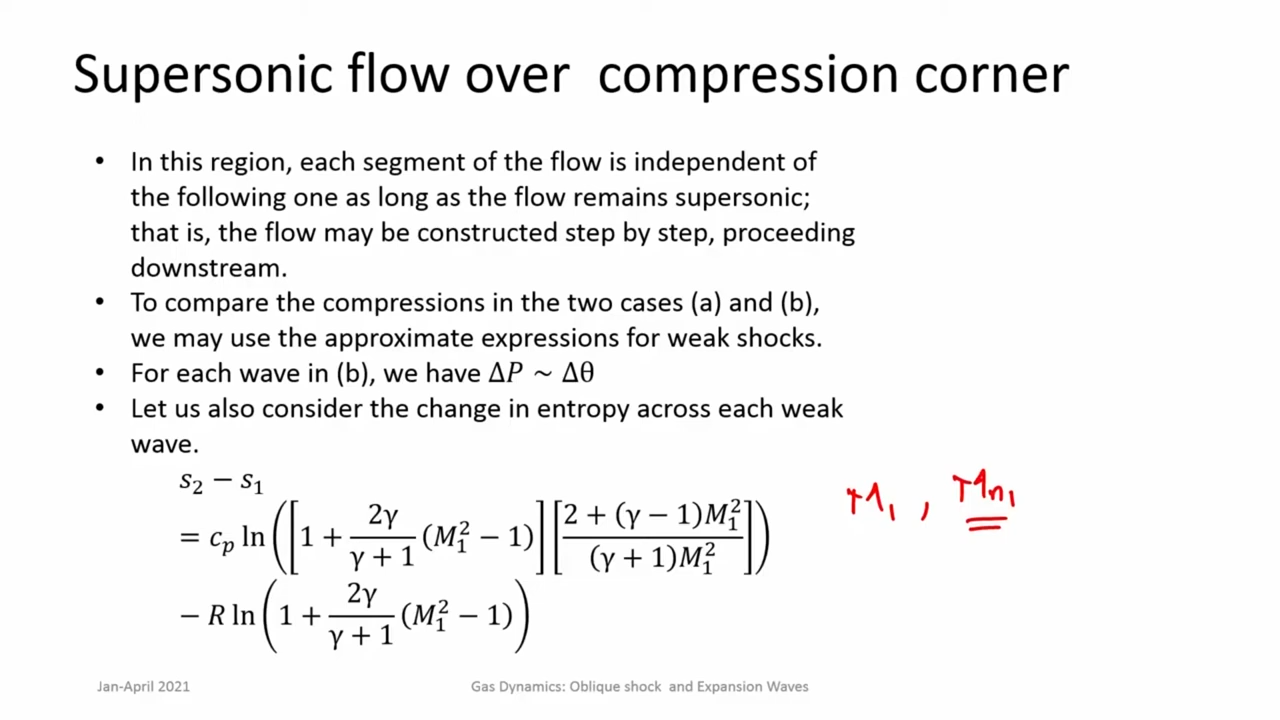 Supersonic flow over compression corner
• In this region, each segment of the flow is independent of
the following one as long as the flow remains supersonic;
that is, the flow may be constructed step by step, proceeding
downstream.
• To compare the compressions in the two cases (a) and (b),
we may use the approximate expressions for weak shocks.
• For each wave in (b), we have ΔP ~ Δθ
• Let us also consider the change in entropy across each weak
wave.
s₂ − s₁
= cₚ ln([1 + 2γ/(γ + 1) (M₁² − 1)] [(2 + (γ − 1)M₁²)/((γ + 1)M₁²)])
− R ln(1 + 2γ/(γ + 1) (M₁² − 1))
M₁ , Mn₁
Jan-April 2021 Gas Dynamics: Oblique shock and Expansion Waves